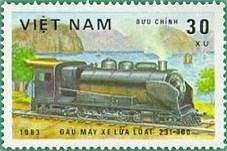 VIỆT NAM
BƯU CHÍNH
30
XU
1983 ĐẦU MÁY XE LỬA LOẠI 231-300